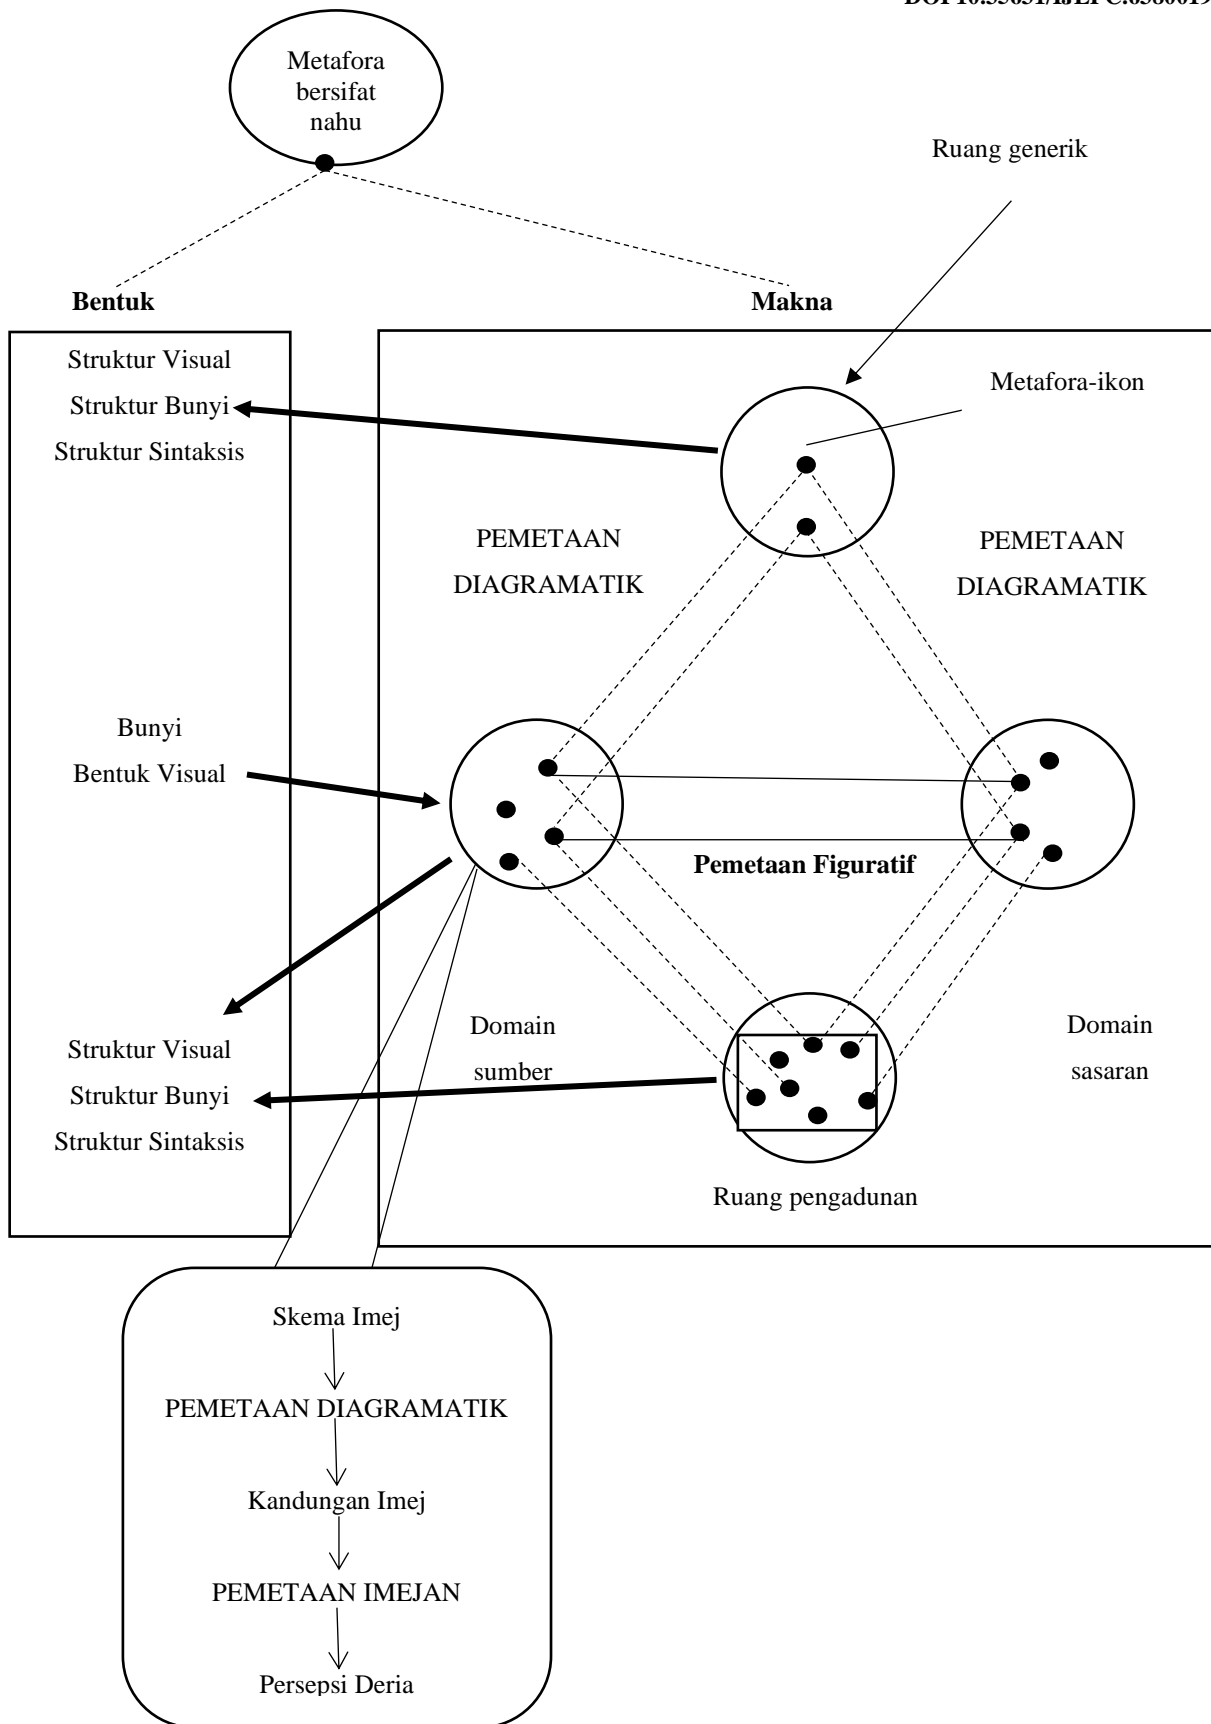 Metafora
bersifat
nahu
Ruang generik
Bentuk
Makna
Struktur Visual
Struktur Bunyi
Struktur Sintaksis
Metafora-ikon
PEMETAAN
DIAGRAMATIK
PEMETAAN
DIAGRAMATIK
Bunyi
Bentuk Visual
Pemetaan Figuratif
Struktur Visual
Struktur Bunyi
Struktur Sintaksis
Domain
sumber
Domain
sasaran
Ruang pengadunan
Skema Imej
PEMETAAN DIAGRAMATIK
Kandungan Imej
PEMETAAN IMEJAN
Persepsi Deria